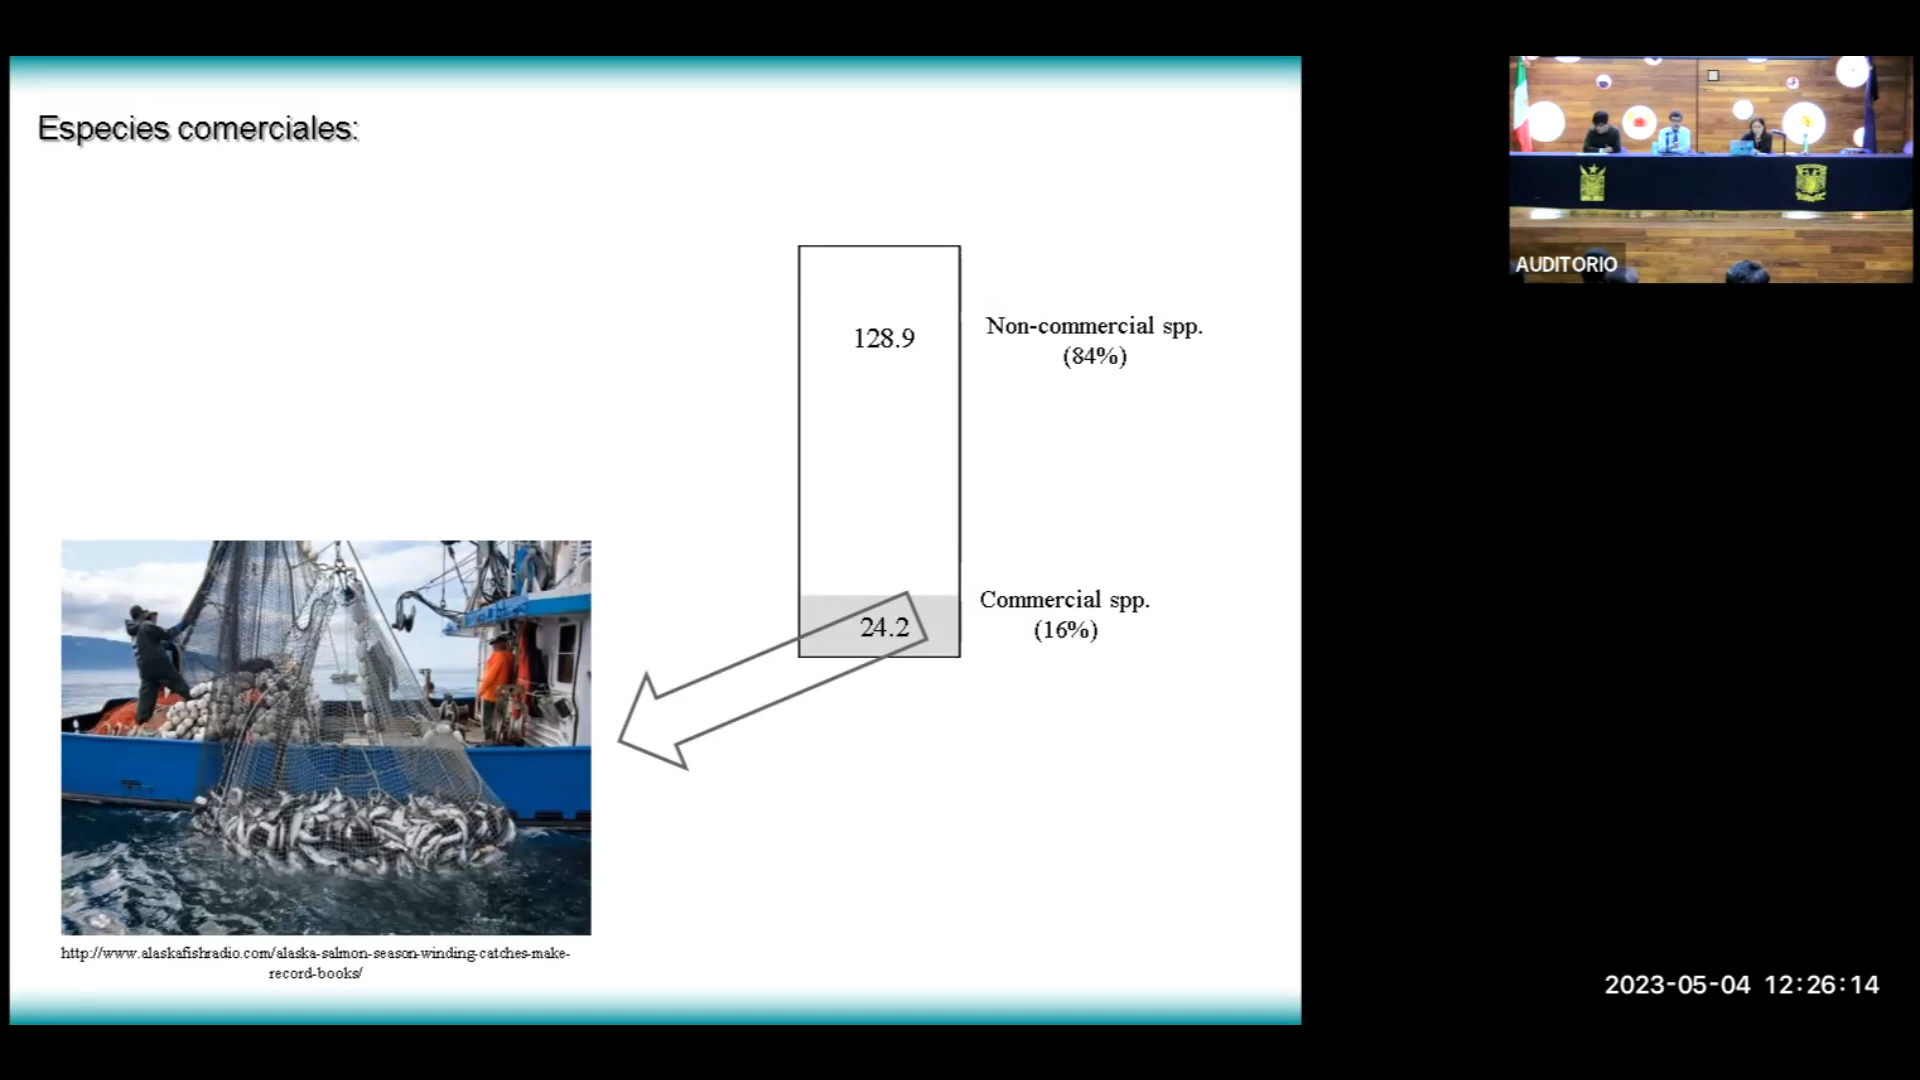 Especies comerciales:
128.9
Non-commercial spp.
(84%)
Commercial spp.
(16%)
24.2
http://www.alaskafishradio.com/alaska-salmon-season-winding-catches-make-
record-books/
AUDITORIO
2023-05-04 12:26:14